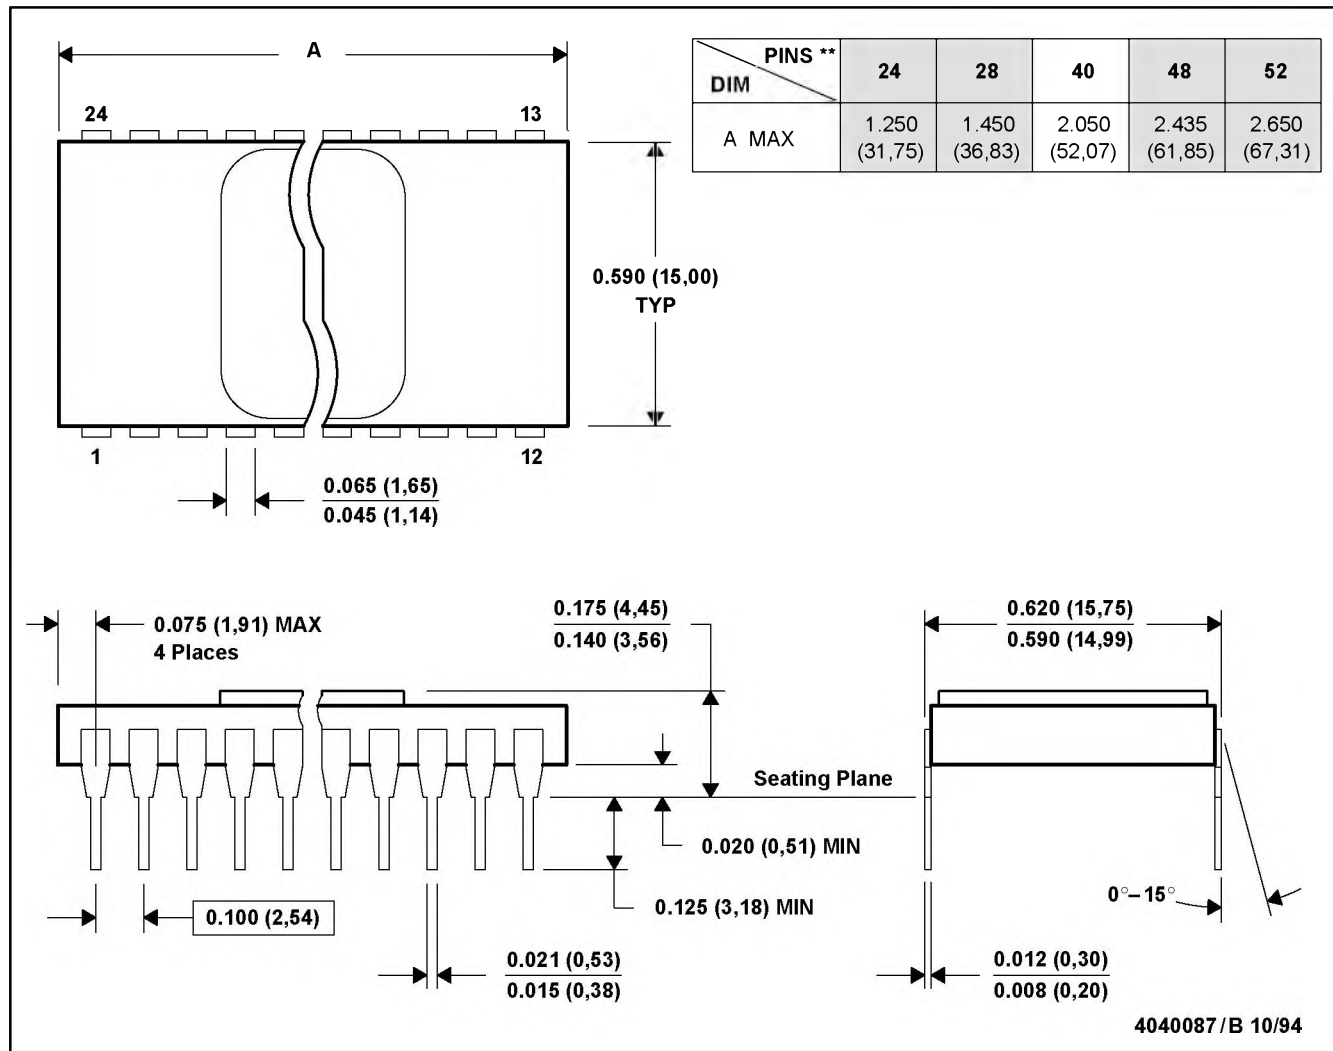 A
PINS **
DIM
24
28
40
48
52
A MAX
1.250
(31,75)
1.450
(36,83)
2.050
(52,07)
2.435
(61,85)
2.650
(67,31)
24
13
0.590 (15,00)
TYP
1
12
0.065 (1,65)
0.045 (1,14)
0.075 (1,91) MAX
4 Places
0.175 (4,45)
0.140 (3,56)
0.620 (15,75)
0.590 (14,99)
Seating Plane
0.020 (0,51) MIN
0.125 (3,18) MIN
0.100 (2,54)
0°–15°
0.021 (0,53)
0.015 (0,38)
0.012 (0,30)
0.008 (0,20)
4040087/B 10/94